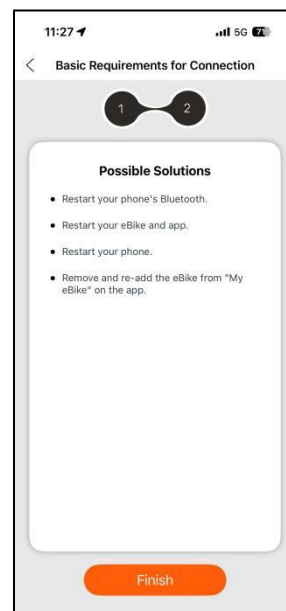 11:27
5G 71
Basic Requirements for Connection
1 2
Possible Solutions
• Restart your phone's Bluetooth.
• Restart your eBike and app.
• Restart your phone.
• Remove and re-add the eBike from "My
eBike" on the app.
Finish